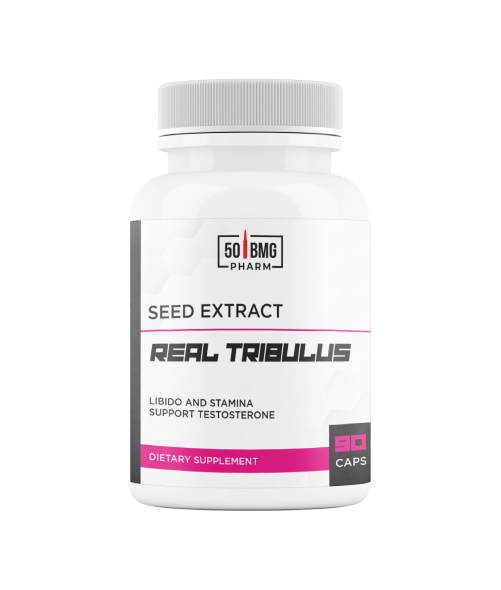 50 BMG
PHARM
SEED EXTRACT
REAL TRIBULUS
LIBIDO AND STAMINA
SUPPORT TESTOSTERONE
90
CAPS
DIETARY SUPPLEMENT